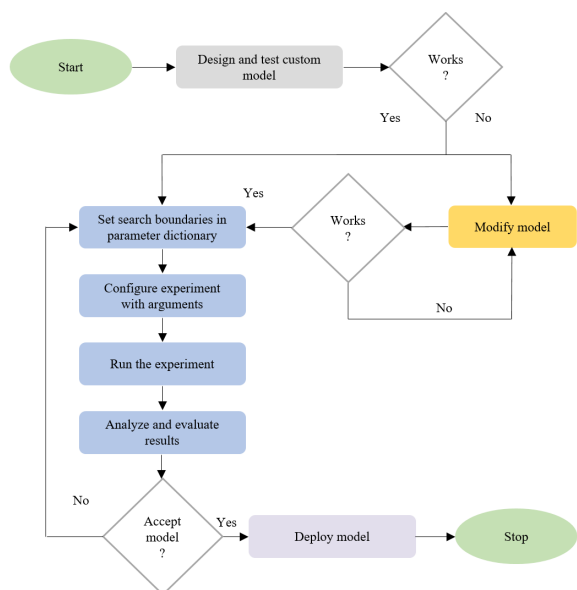 Start
Design and test custom
model
Works
?
Yes
No
Yes
Set search boundaries in
parameter dictionary
Works
?
Modify model
Configure experiment
with arguments
No
Run the experiment
Analyze and evaluate
results
No
Accept
model
?
Yes
Deploy model
Stop